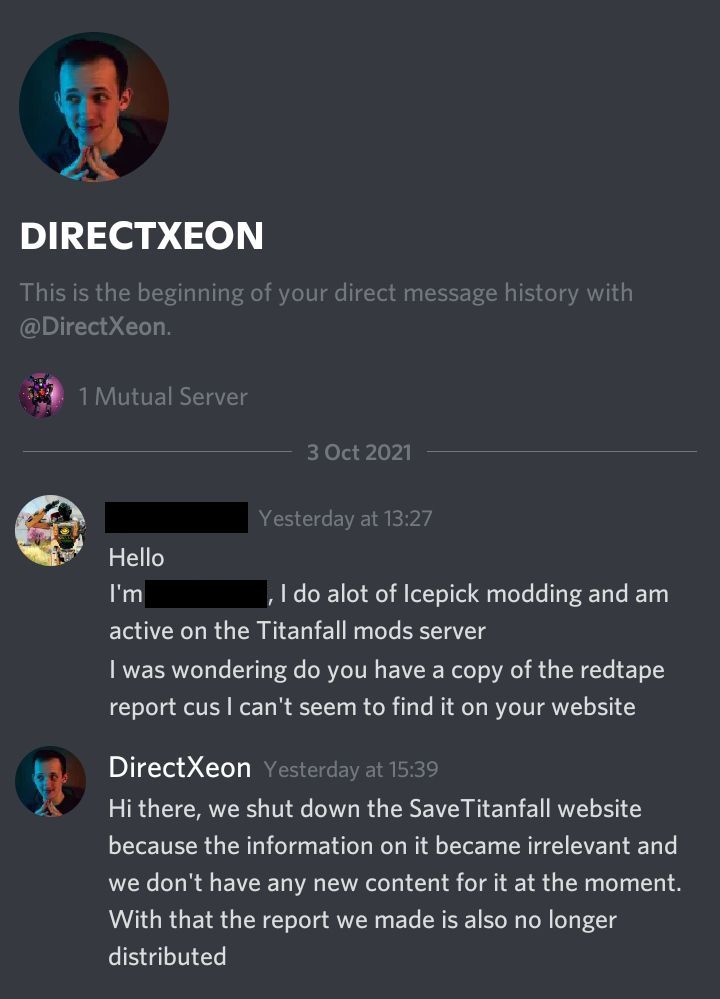 DIRECTXEON
This is the beginning of your direct message history with
@DirectXeon.
1 Mutual Server
3 Oct 2021
Yesterday at 13:27
Hello
I'm , I do alot of Icepick modding and am
active on the Titanfall mods server
I was wondering do you have a copy of the redtape
report cus I can't seem to find it on your website
DirectXeon Yesterday at 15:39
Hi there, we shut down the SaveTitanfall website
because the information on it became irrelevant and
we don't have any new content for it at the moment.
With that the report we made is also no longer
distributed